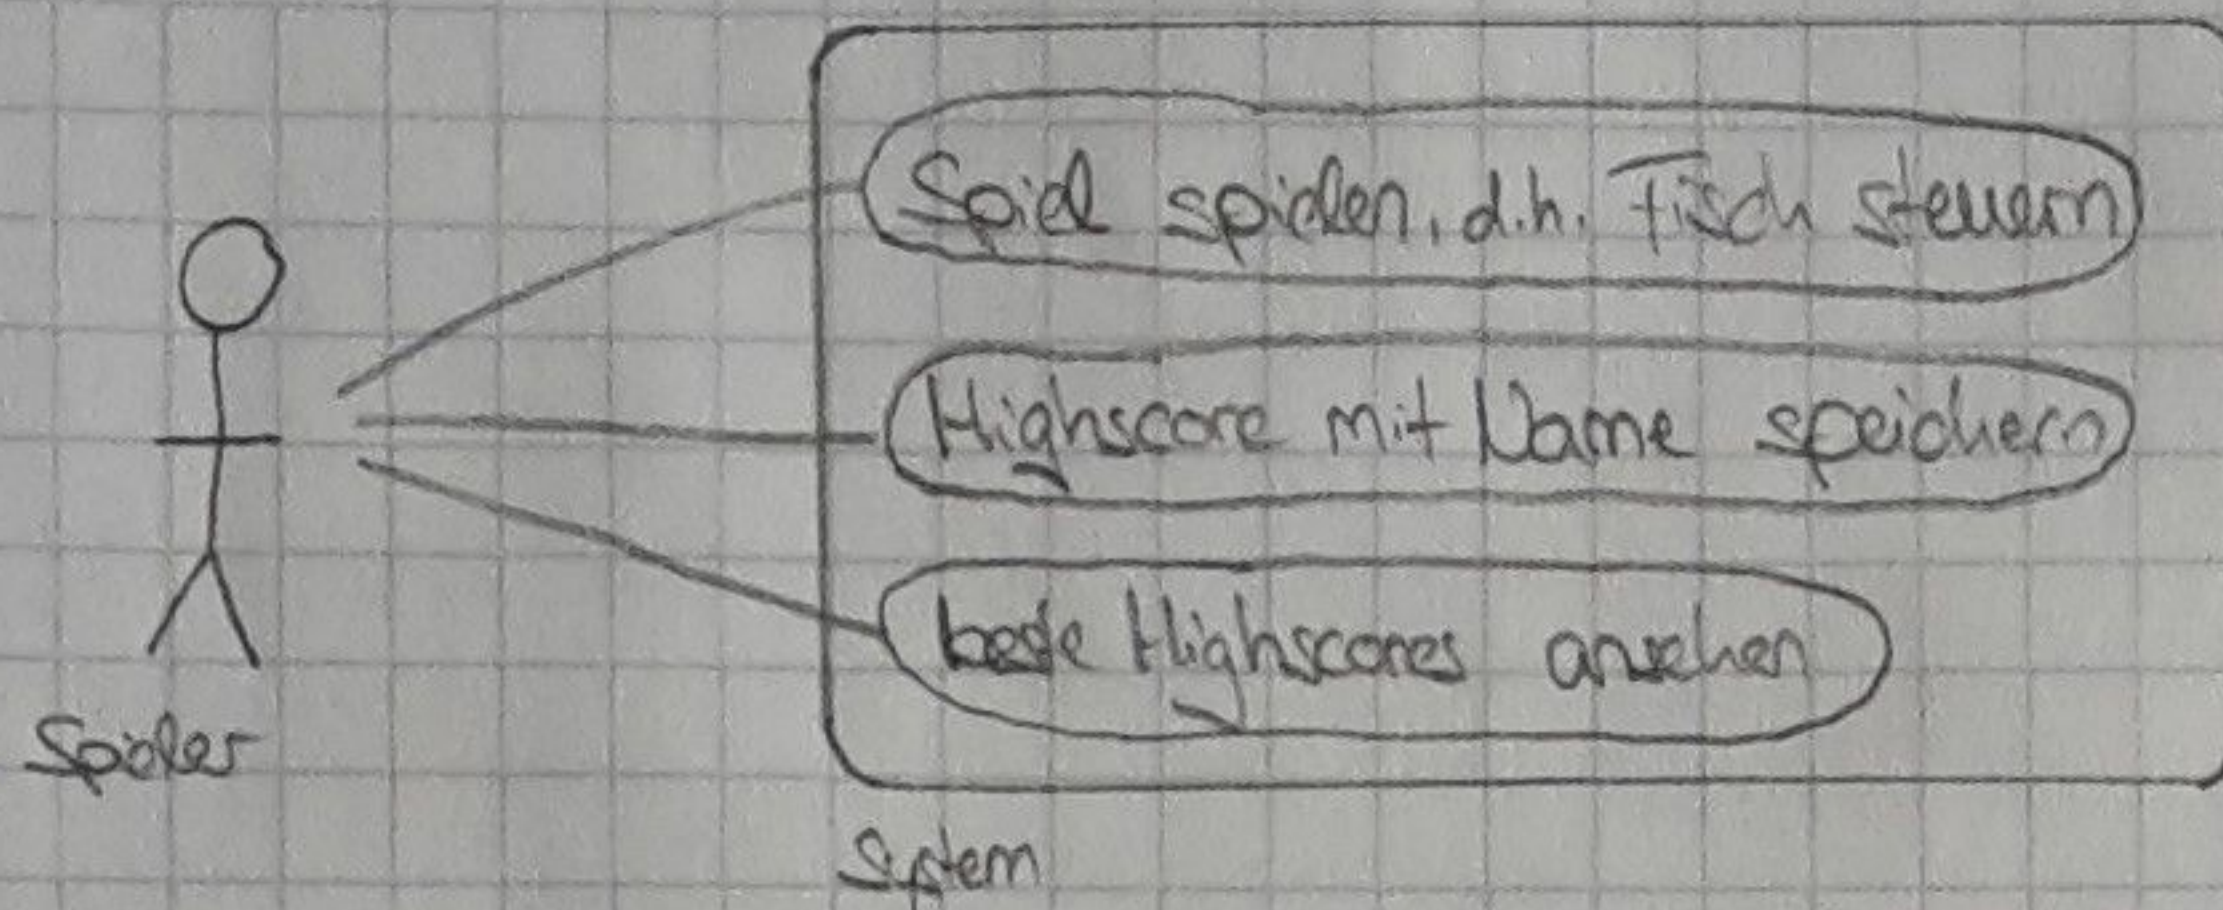 Spiel spielen, d.h. Fisch steuern
Highscore mit Name speichern
beste Highscores ansehen
Spieler
System